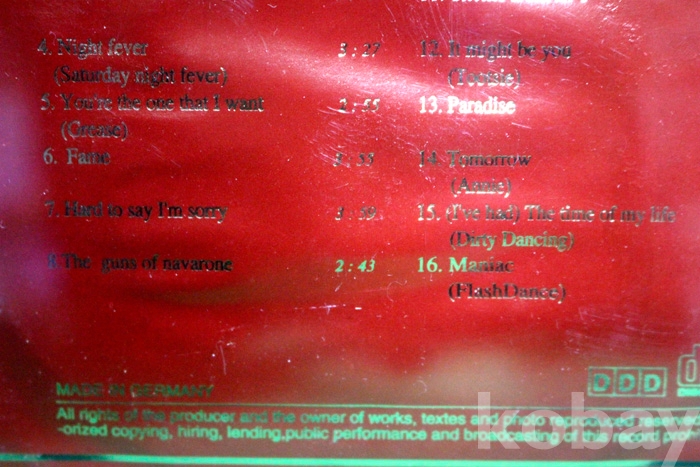 4. Night fever 3:27
(Saturday night fever)
5. You're the one that I want 2:55
(Grease)
6. Fame
7. Hard to say I'm sorry 3:59
8.The guns of navarone 2:43
12. It might be you
(Tootsie)
13. Paradise
14. Tomorrow
(Annie)
15. (I've had) The time of my life
(Dirty Dancing)
16. Maniac
(FlashDance)
MADE IN GERMANY
DDD
All rights of the producer and the owner of works, textes and photo reproduced reserved
-orized copying, hiring, lending,public performance and broadcasting of this record
kobay